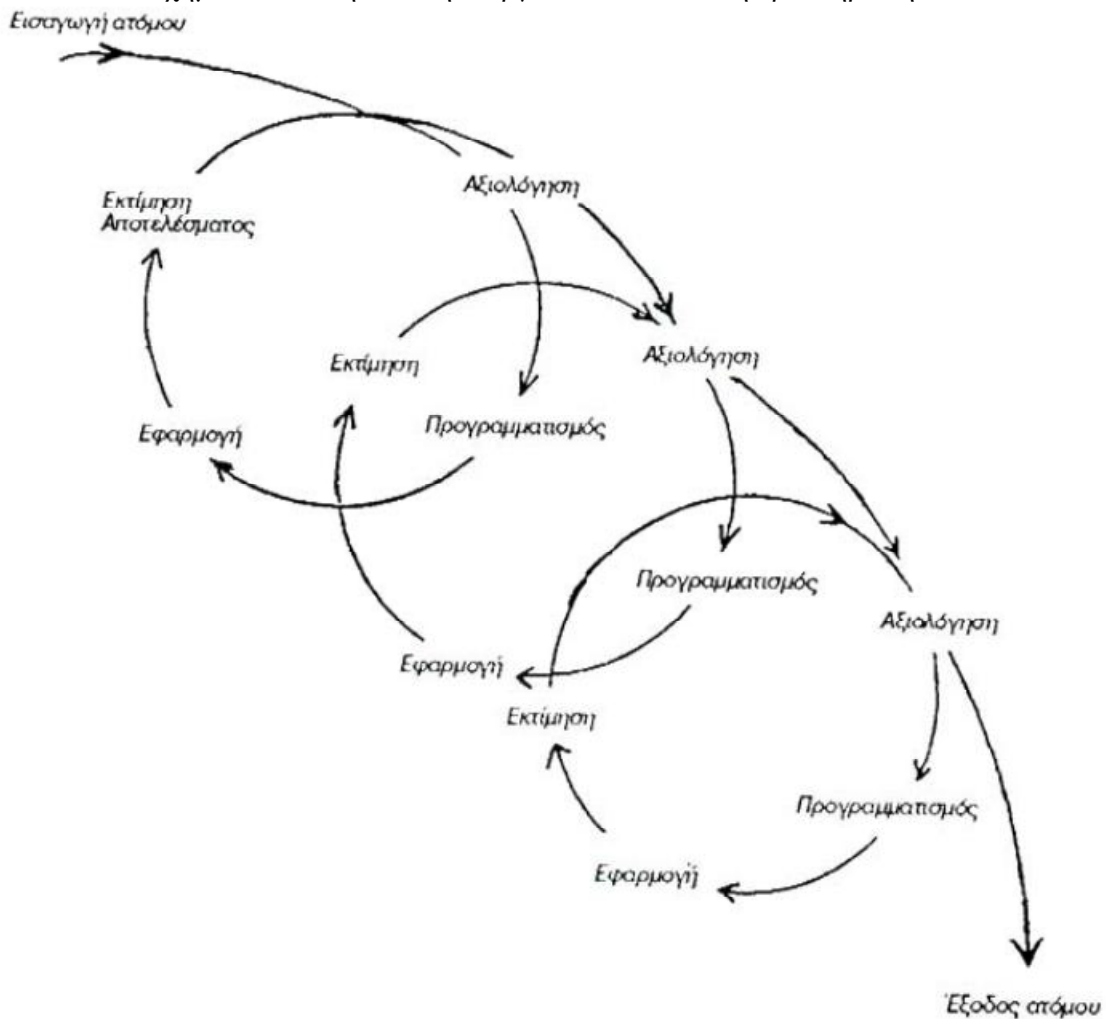 Εισαγωγή ατόμου
Αξιολόγηση
Εκτίμηση
Αποτελέσματος
Αξιολόγηση
Εκτίμηση
Προγραμματισμός
Εφαρμογή
Προγραμματισμός
Αξιολόγηση
Εφαρμογή
Εκτίμηση
Προγραμματισμός
Εφαρμογή
Έξοδος ατόμου